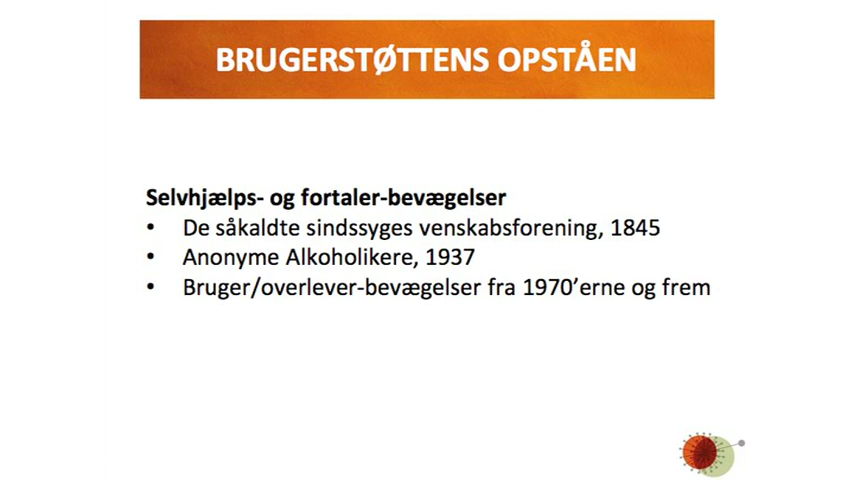 BRUGERSTØTTENS OPSTÅEN
Selvhjælps- og fortaler-bevægelser
• De såkaldte sindssyges venskabsforening, 1845
• Anonyme Alkoholikere, 1937
• Bruger/overlever-bevægelser fra 1970’erne og frem